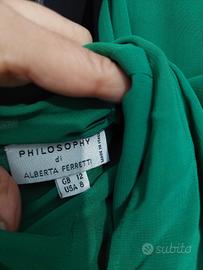 PHILOSOPHY
di
ALBERTA FERRETTI
GB 12
USA 8
subito